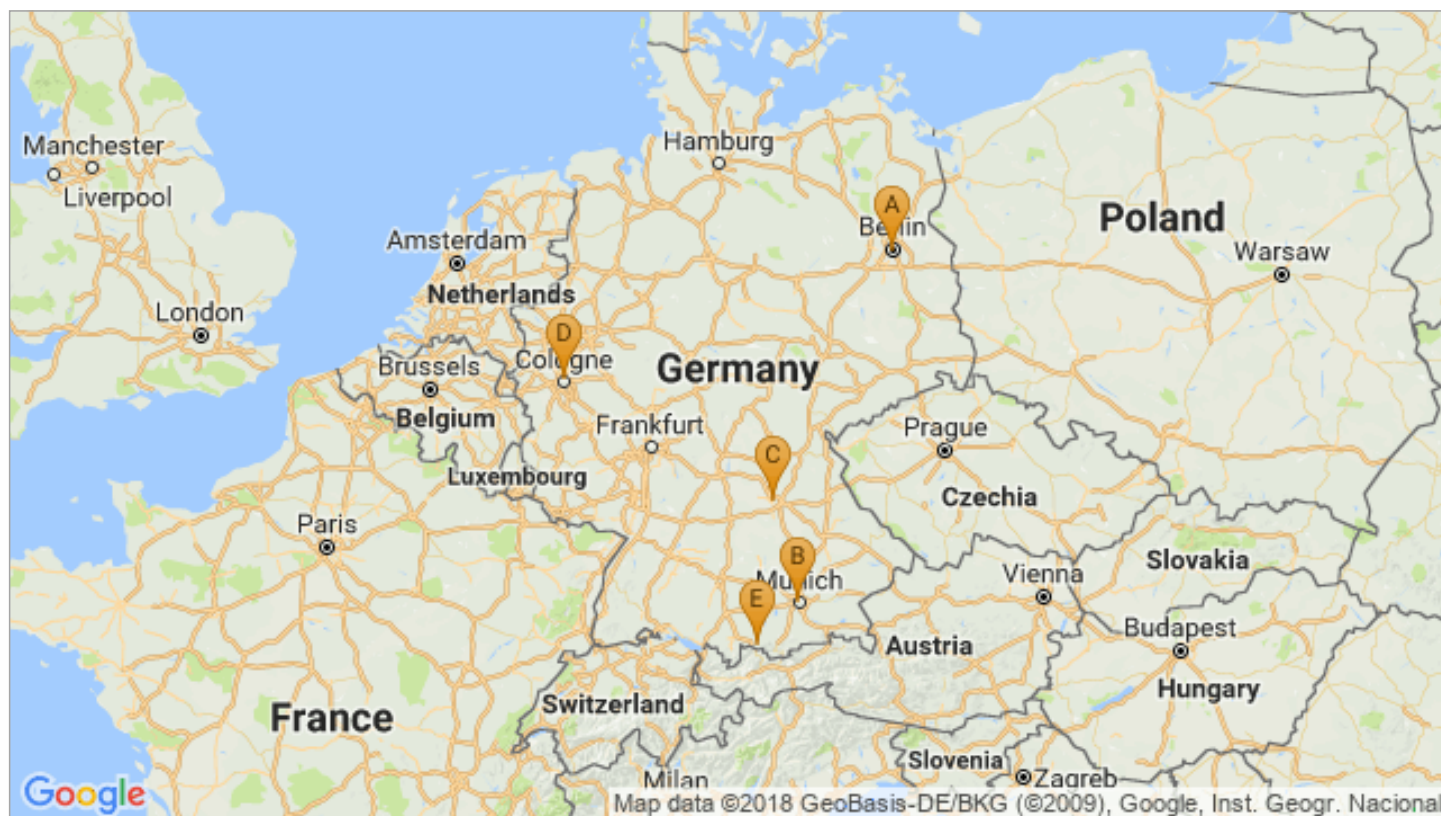 Manchester
Liverpool
Hamburg
A
Berlin
Poland
Warsaw
Amsterdam
Netherlands
London
D
Cologne
Brussels
Belgium
Germany
Frankfurt
Luxembourg
C
Prague
Czechia
Paris
B
Munich
E
Slovakia
Vienna
Budapest
Austria
Hungary
Switzerland
France
Slovenia
Zagreb
Milan
Google
Map data ©2018 GeoBasis-DE/BKG (©2009), Google, Inst. Geogr. Nacional